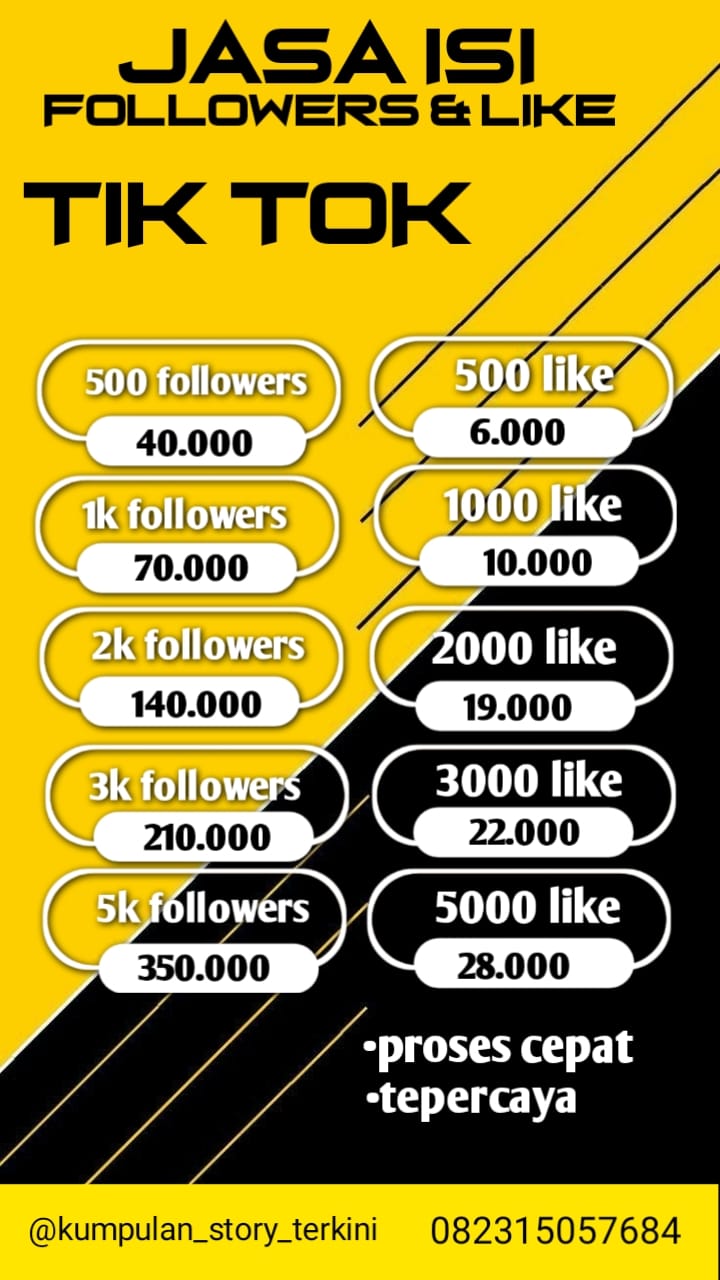 JASA ISI
FOLLOWERS & LIKE
TIK TOK
500 followers
40.000
1k followers
70.000
2k followers
140.000
3k followers
210.000
5k followers
350.000
500 like
6.000
1000 like
10.000
2000 like
19.000
3000 like
22.000
5000 like
28.000
•proses cepat
•tepercaya
@kumpulan_story_terkini
082315057684